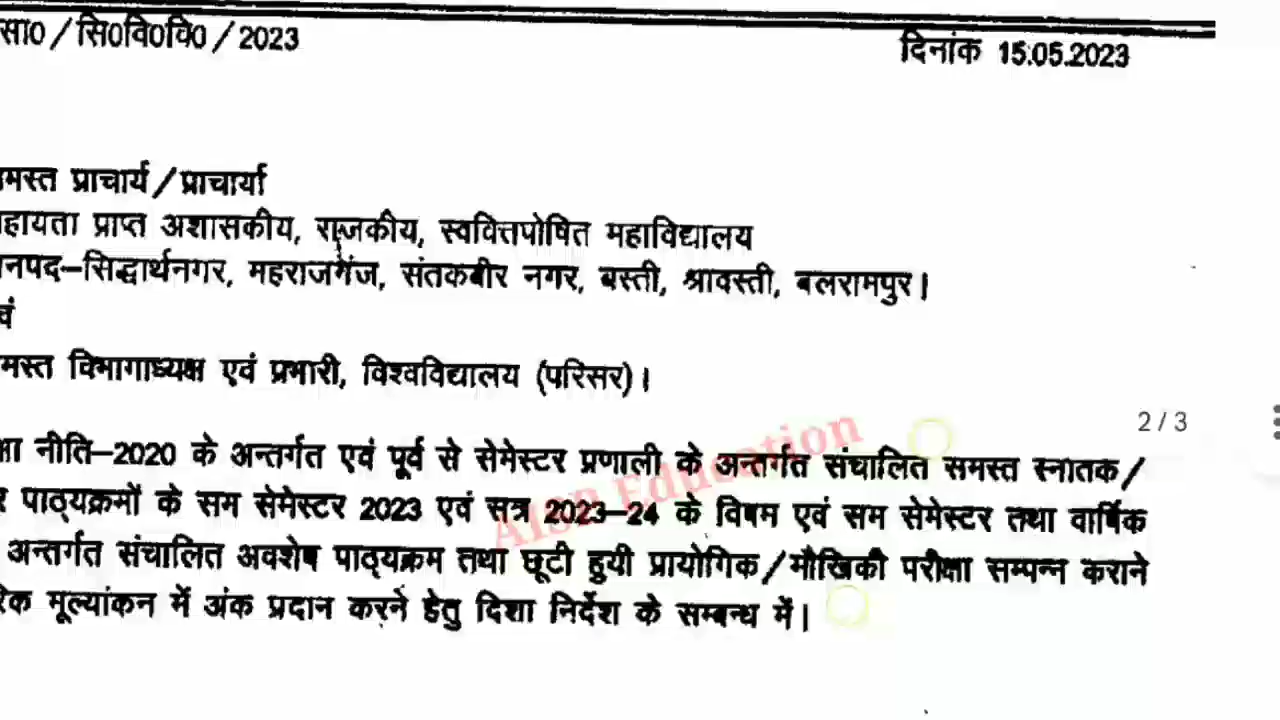 सा0/सि0वि0वि0/2023
दिनांक 15.05.2023
मस्त प्राचार्य/प्राचार्या
हायता प्राप्त अशासकीय, राजकीय, स्ववित्तपोषित महाविद्यालय
नपद–सिद्धार्थनगर, महराजगंज, संतकबीर नगर, बस्ती, श्रावस्ती, बलरामपुर।
वं
मस्त विभागाध्यक्ष एवं प्रभारी, विश्वविद्यालय (परिसर)।
2/3
क्षा नीति–2020 के अन्तर्गत एवं पूर्व से सेमेस्टर प्रणाली के अन्तर्गत संचालित समस्त स्नातक/
र पाठ्यक्रमों के सम सेमेस्टर 2023 एवं सत्र 2023–24 के विषम एवं सम सेमेस्टर तथा वार्षिक
अन्तर्गत संचालित अवशेष पाठ्यक्रम तथा छूटी हुयी प्रायोगिक/मौखिकी परीक्षा सम्पन्न कराने
रिक मूल्यांकन में अंक प्रदान करने हेतु दिशा निर्देश के सम्बन्ध में।
Education